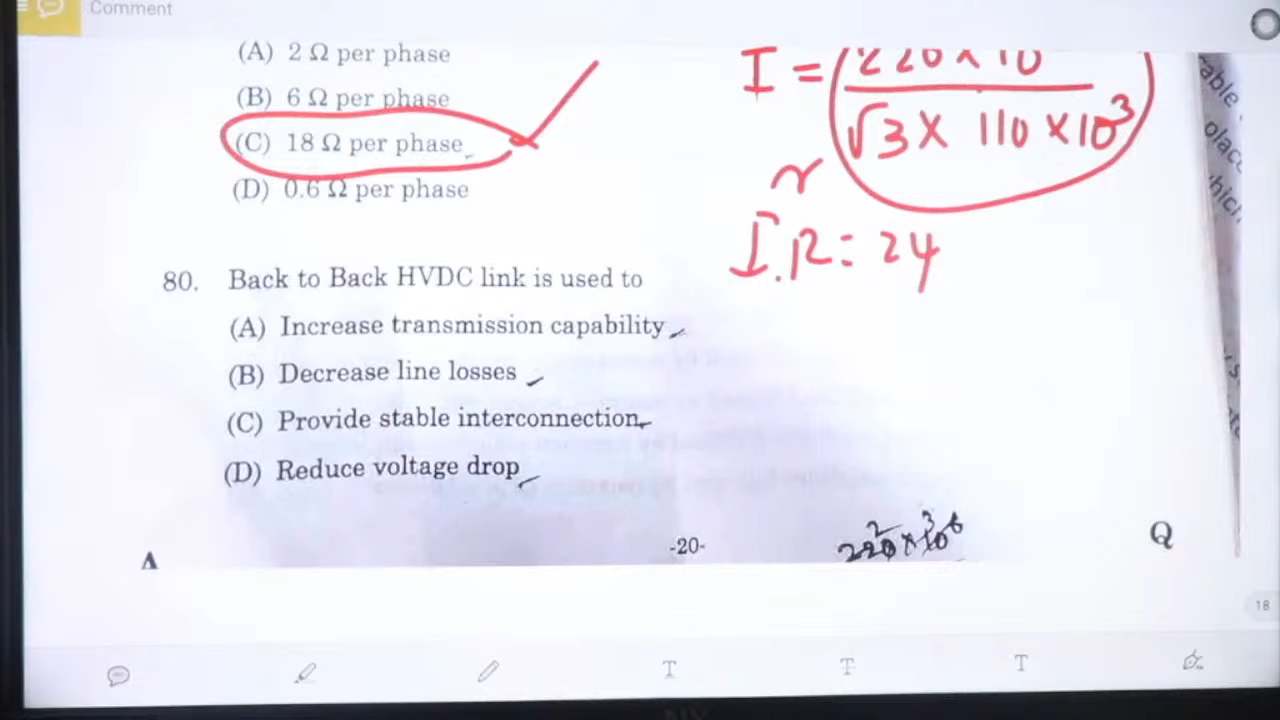 Comment
(A) 2 Ω per phase
(B) 6 Ω per phase
(C) 18 Ω per phase
(D) 0.6 Ω per phase
I = 220 × 10
√3 × 110 × 10³
I.R = 24
80. Back to Back HVDC link is used to
(A) Increase transmission capability
(B) Decrease line losses
(C) Provide stable interconnection
(D) Reduce voltage drop
A
-20-
Q
18
T
T
T